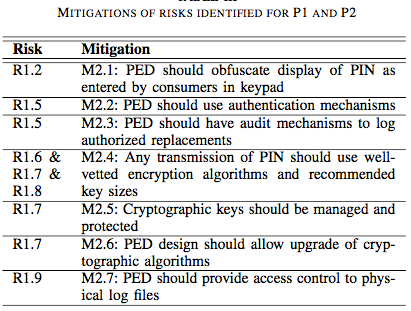 MITIGATIONS OF RISKS IDENTIFIED FOR P1 AND P2
Risk Mitigation
R1.2 M2.1: PED should obfuscate display of PIN as
entered by consumers in keypad
R1.5 M2.2: PED should use authentication mechanisms
R1.5 M2.3: PED should have audit mechanisms to log
authorized replacements
R1.6 & M2.4: Any transmission of PIN should use well-
R1.7 & vetted encryption algorithms and recommended
R1.8 key sizes
R1.7 M2.5: Cryptographic keys should be managed and
protected
R1.7 M2.6: PED design should allow upgrade of cryp-
tographic algorithms
R1.9 M2.7: PED should provide access control to phys-
ical log files